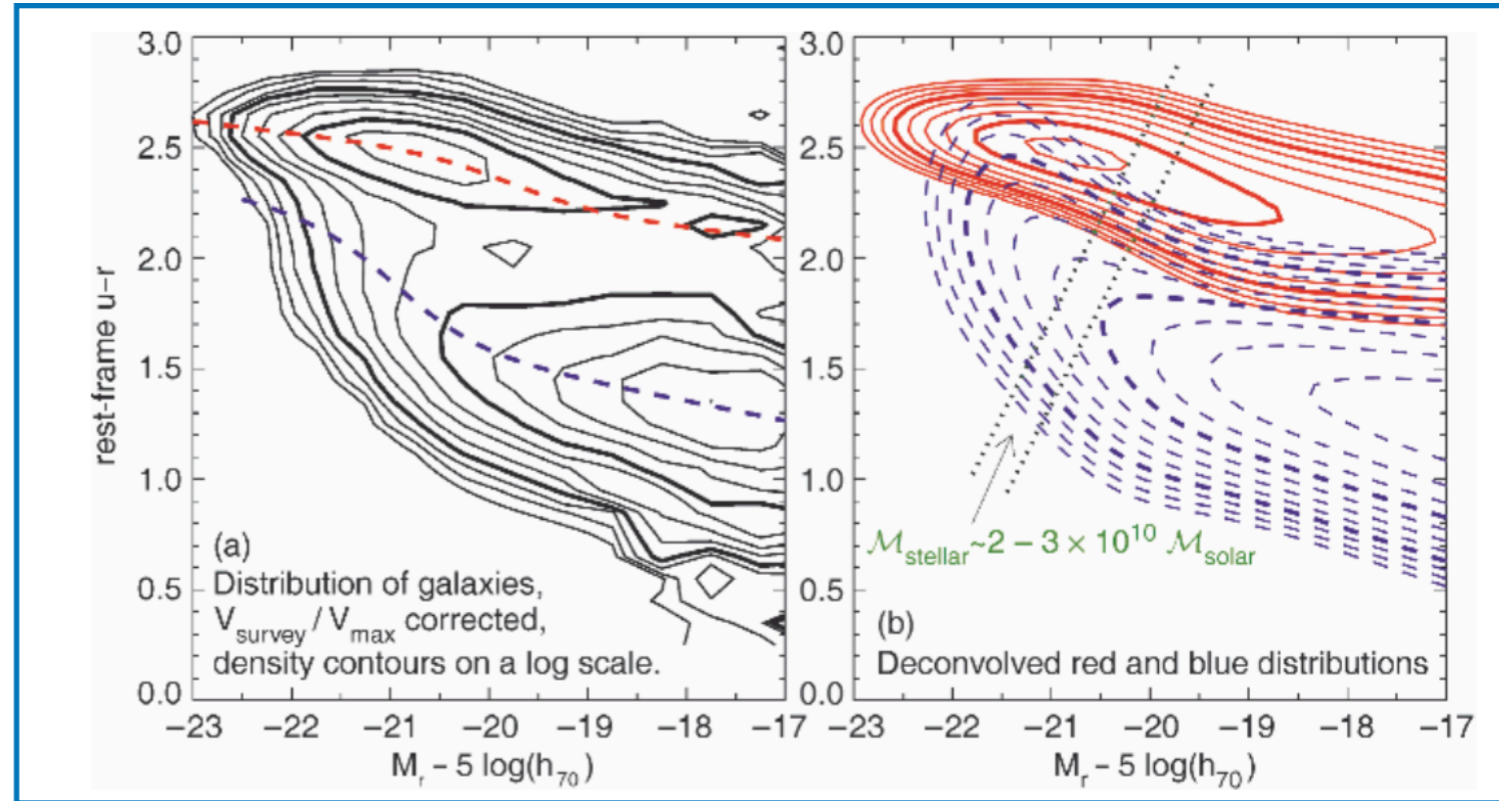 3.0
2.5
2.0
1.5
1.0
0.5
0.0
rest-frame u−r
(a)
Distribution of galaxies,
V_survey / V_max corrected,
density contours on a log scale.
−23 −22 −21 −20 −19 −18 −17
M_r − 5 log(h_70)
3.0
2.5
2.0
1.5
1.0
0.5
0.0
M_stellar~2 − 3 × 10^10 M_solar
(b)
Deconvolved red and blue distributions
−23 −22 −21 −20 −19 −18 −17
M_r − 5 log(h_70)